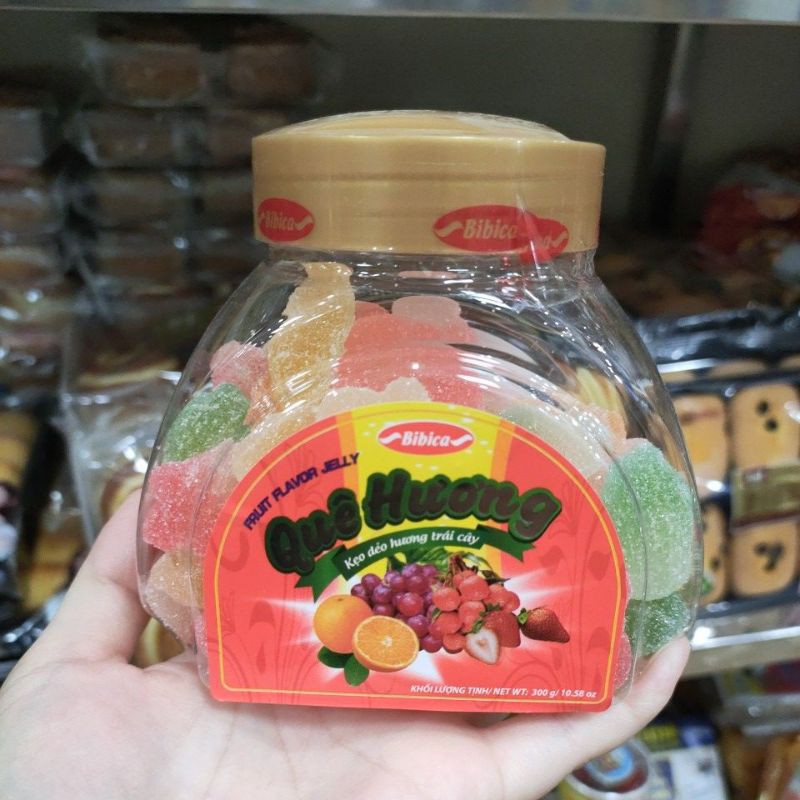 Bibica
Bibica
Bibica
FRUIT FLAVOR JELLY
Quê Hương
Kẹo dẻo hương trái cây
KHỐI LƯỢNG TỊNH/ NET WT: 300 g/ 10.58 oz